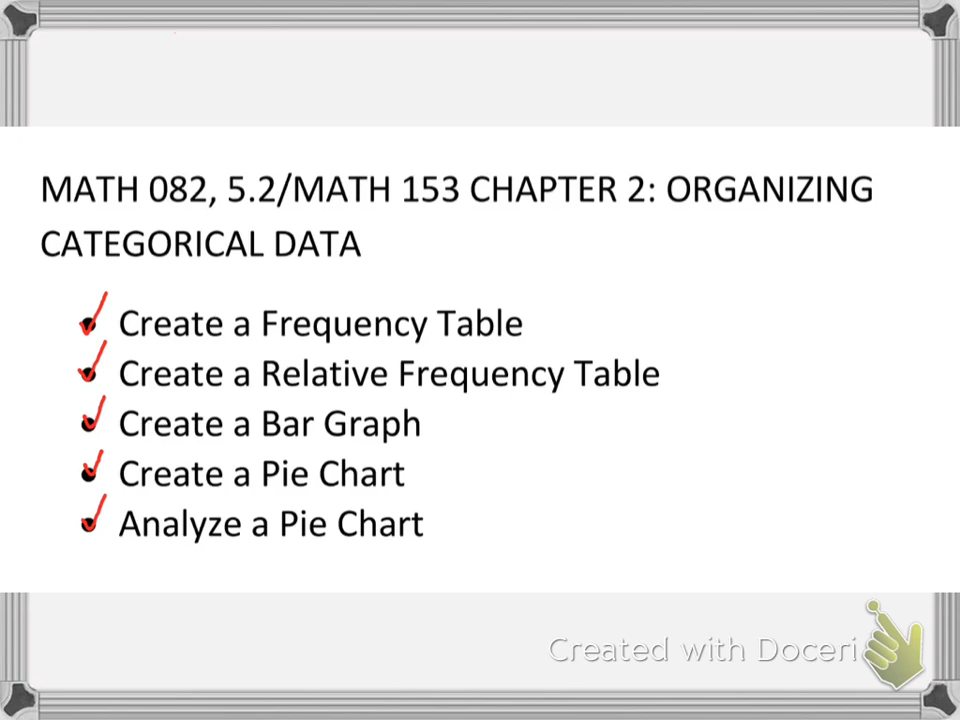 MATH 082, 5.2/MATH 153 CHAPTER 2: ORGANIZING
CATEGORICAL DATA
Create a Frequency Table
Create a Relative Frequency Table
Create a Bar Graph
Create a Pie Chart
Analyze a Pie Chart
Created with Doceri